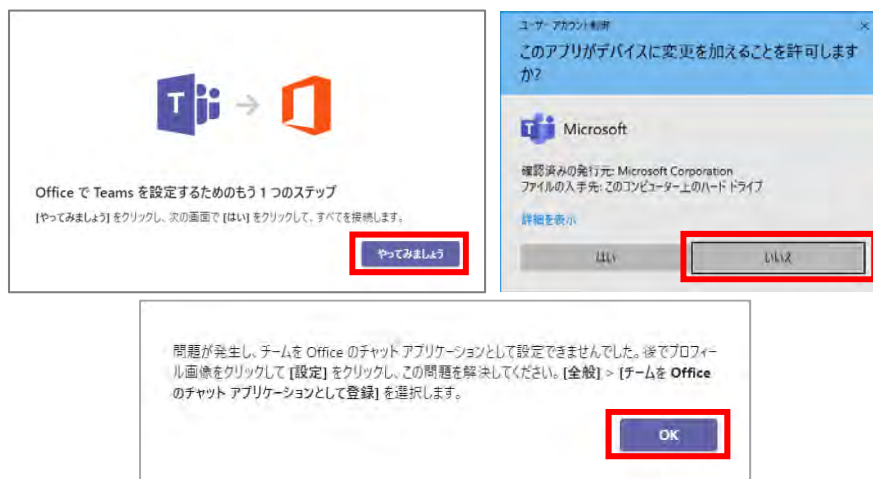 Office で Teams を設定するためのもう 1 つのステップ
[やってみましょう] をクリックし、次の画面で [はい] をクリックして、すべてを接続します。
やってみましょう
ユーザー アカウント制御
×
このアプリがデバイスに変更を加えることを許可します
か?
Microsoft
確認済みの発行元: Microsoft Corporation
ファイルの入手先: このコンピューター上のハード ドライブ
詳細を表示
はい
いいえ
問題が発生し、チームを Office のチャット アプリケーションとして設定できませんでした。後でプロフィー
ル画像をクリックして [設定] をクリックし、この問題を解決してください。[全般] > [チームを Office
のチャット アプリケーションとして登録] を選択します。
OK